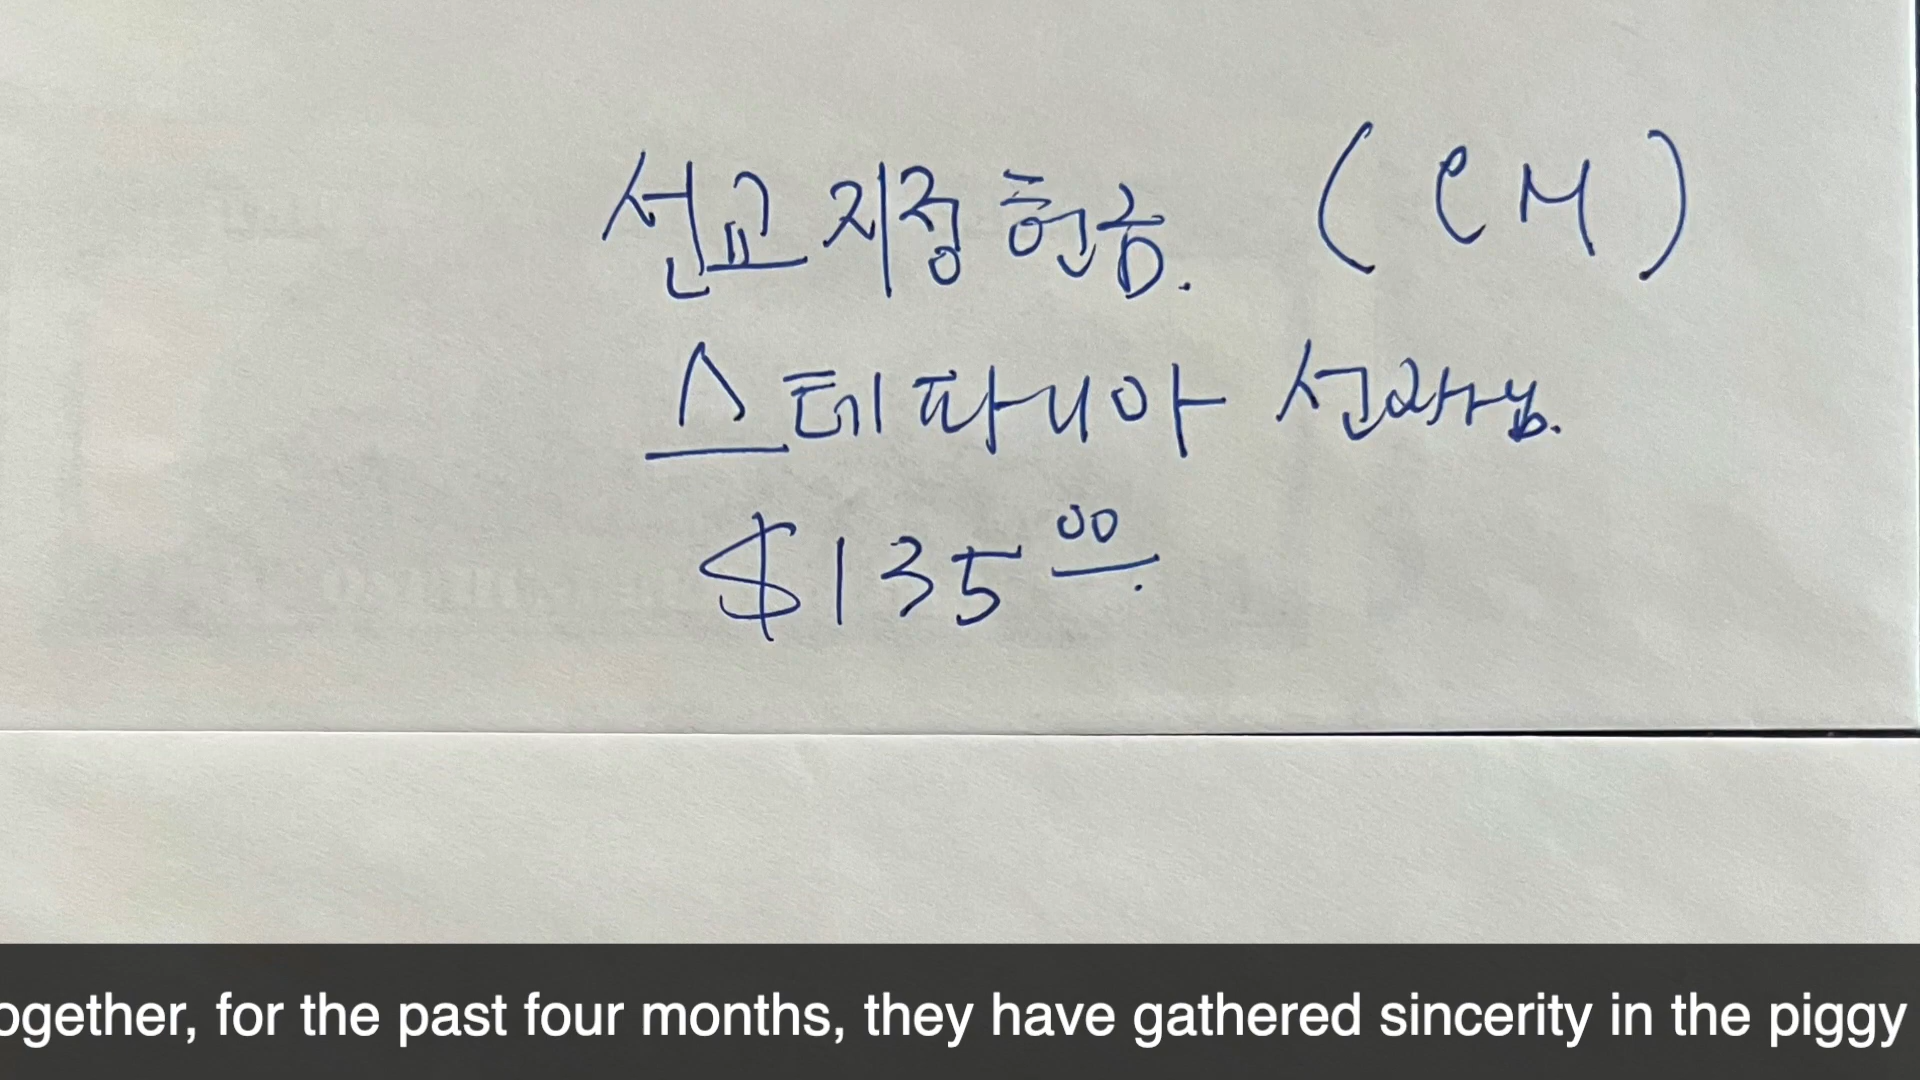 선교지정헌금. (CM)
스테파니아 선교사님.
$135.00
ogether, for the past four months, they have gathered sincerity in the piggy